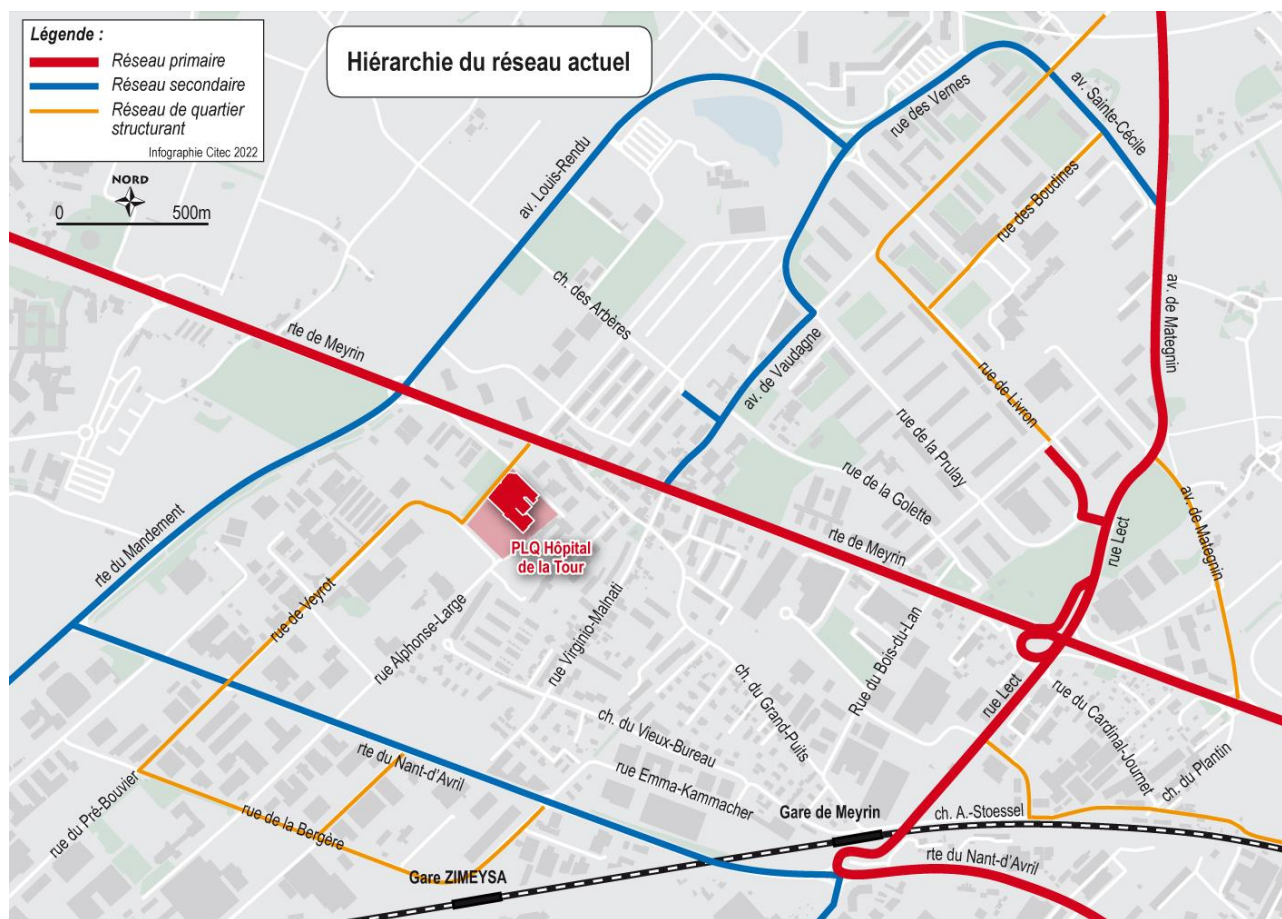 Légende :
Réseau primaire
Réseau secondaire
Réseau de quartier
structurant
Infographie Citec 2022
Hiérarchie du réseau actuel
NORD
0 500m
rue des Vernes
av. Sainte-Cécile
av. Louis-Rendu
rue des Boudines
ch. des Arbères
av. de Mategnin
rte de Meyrin
av. de Vaudagne
rue de Livron
rue de la Prulay
rue de la Golette
av. de Mategnin
rte du Mandement
PLQ Hôpital
de la Tour
rte de Meyrin
rue Lect
rue de Veyrot
rue Alphonse-Large
rue Virginio-Malnati
Rue du Bois-du-Lan
ch. du Grand-Puits
rue Lect
rue du Cardinal-Journet
ch. du Plantin
ch. du Vieux-Bureau
rte du Nant-d'Avril
rue Emma-Kammacher
rue du Pré-Bouvier
rue de la Bergère
Gare de Meyrin
ch. A.-Stoessel
Gare ZIMEYSA
rte du Nant-d'Avril